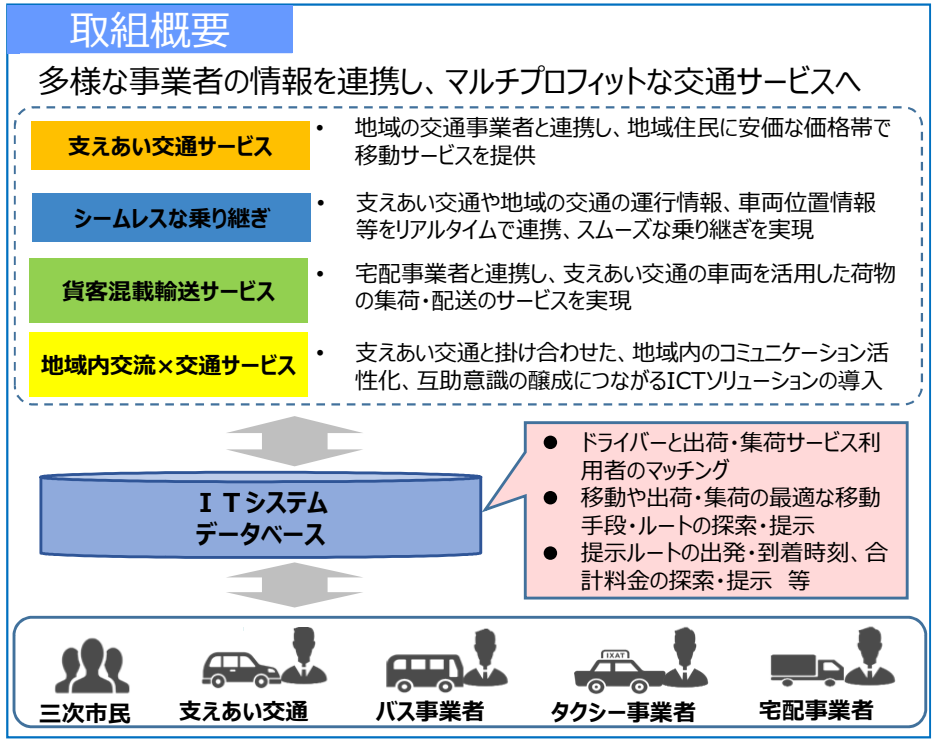 取組概要
多様な事業者の情報を連携し、マルチプロフィットな交通サービスへ
支えあい交通サービス
• 地域の交通事業者と連携し、地域住民に安価な価格帯で
移動サービスを提供
シームレスな乗り継ぎ
• 支えあい交通や地域の交通の運行情報、車両位置情報
等をリアルタイムで連携、スムーズな乗り継ぎを実現
貨客混載輸送サービス
• 宅配事業者と連携し、支えあい交通の車両を活用した荷物
の集荷・配送のサービスを実現
地域内交流×交通サービス
• 支えあい交通と掛け合わせた、地域内のコミュニケーション活
性化、互助意識の醸成につながるICTソリューションの導入
ＩＴシステム
データベース
● ドライバーと出荷・集荷サービス利
用者のマッチング
● 移動や出荷・集荷の最適な移動
手段・ルートの探索・提示
● 提示ルートの出発・到着時刻、合
計料金の探索・提示　等
IXAT
三次市民
支えあい交通
バス事業者
タクシー事業者
宅配事業者